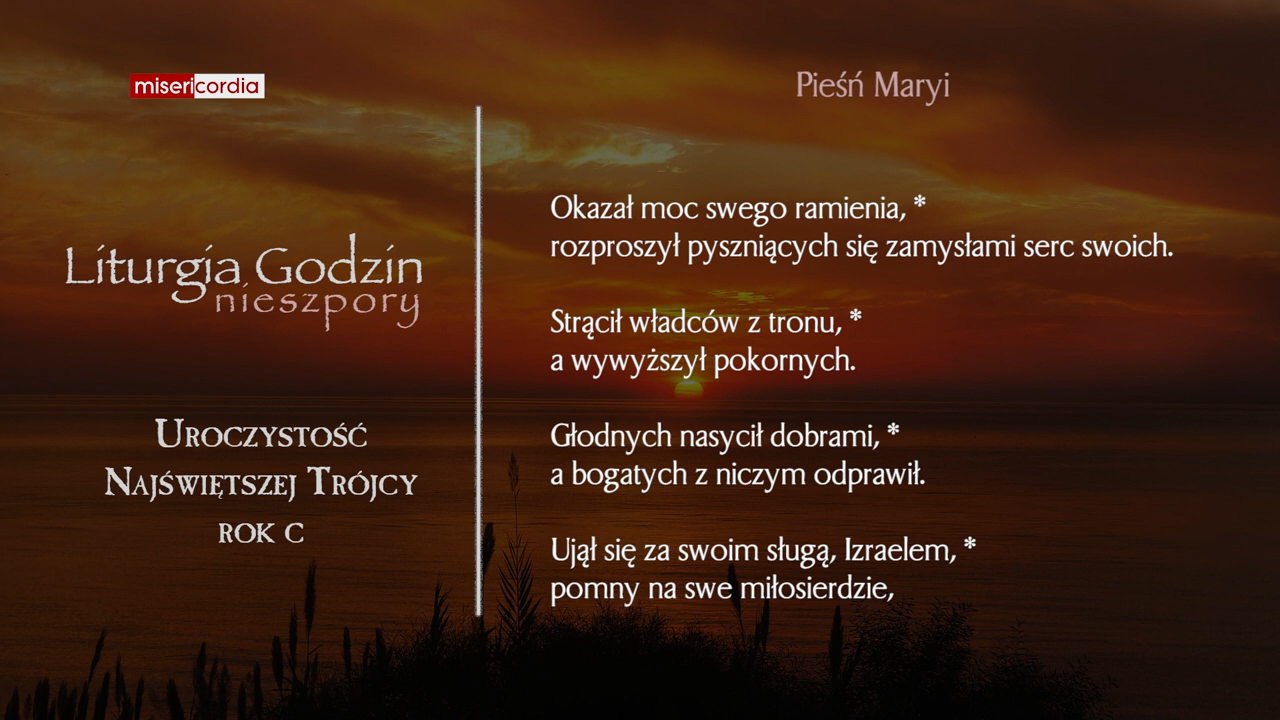 misericordia
Liturgia Godzin
nieszpory
Uroczystość
Najświętszej Trójcy
rok C
Pieśń Maryi
Okazał moc swego ramienia, *
rozproszył pyszniących się zamysłami serc swoich.
Strącił władców z tronu, *
a wywyższył pokornych.
Głodnych nasycił dobrami, *
a bogatych z niczym odprawił.
Ujął się za swoim sługą, Izraelem, *
pomny na swe miłosierdzie,